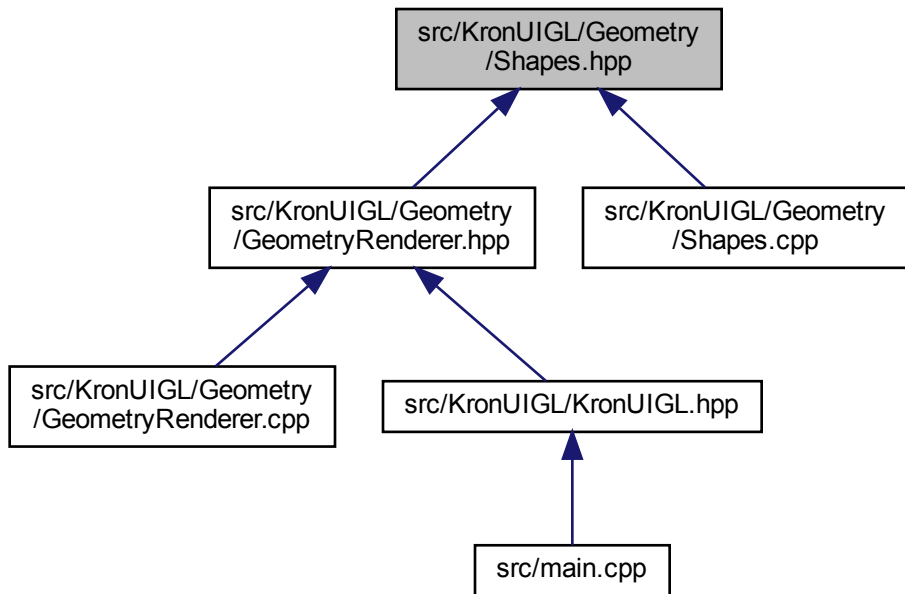 src/KronUIGL/Geometry
/Shapes.hpp
src/KronUIGL/Geometry
/GeometryRenderer.hpp
src/KronUIGL/Geometry
/Shapes.cpp
src/KronUIGL/Geometry
/GeometryRenderer.cpp
src/KronUIGL/KronUIGL.hpp
src/main.cpp